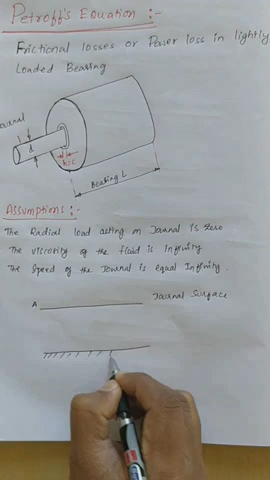 Petroff's Equation :-
Frictional losses or Power loss in lightly
Loaded Bearing
ournal
d
h=c
Bearing L
Assumptions :-
The Radial load acting on Journal is Zero
The viscosity of the fluid is Infinity
The Speed of the Journal is equal Infinity.
A
Journal Surface